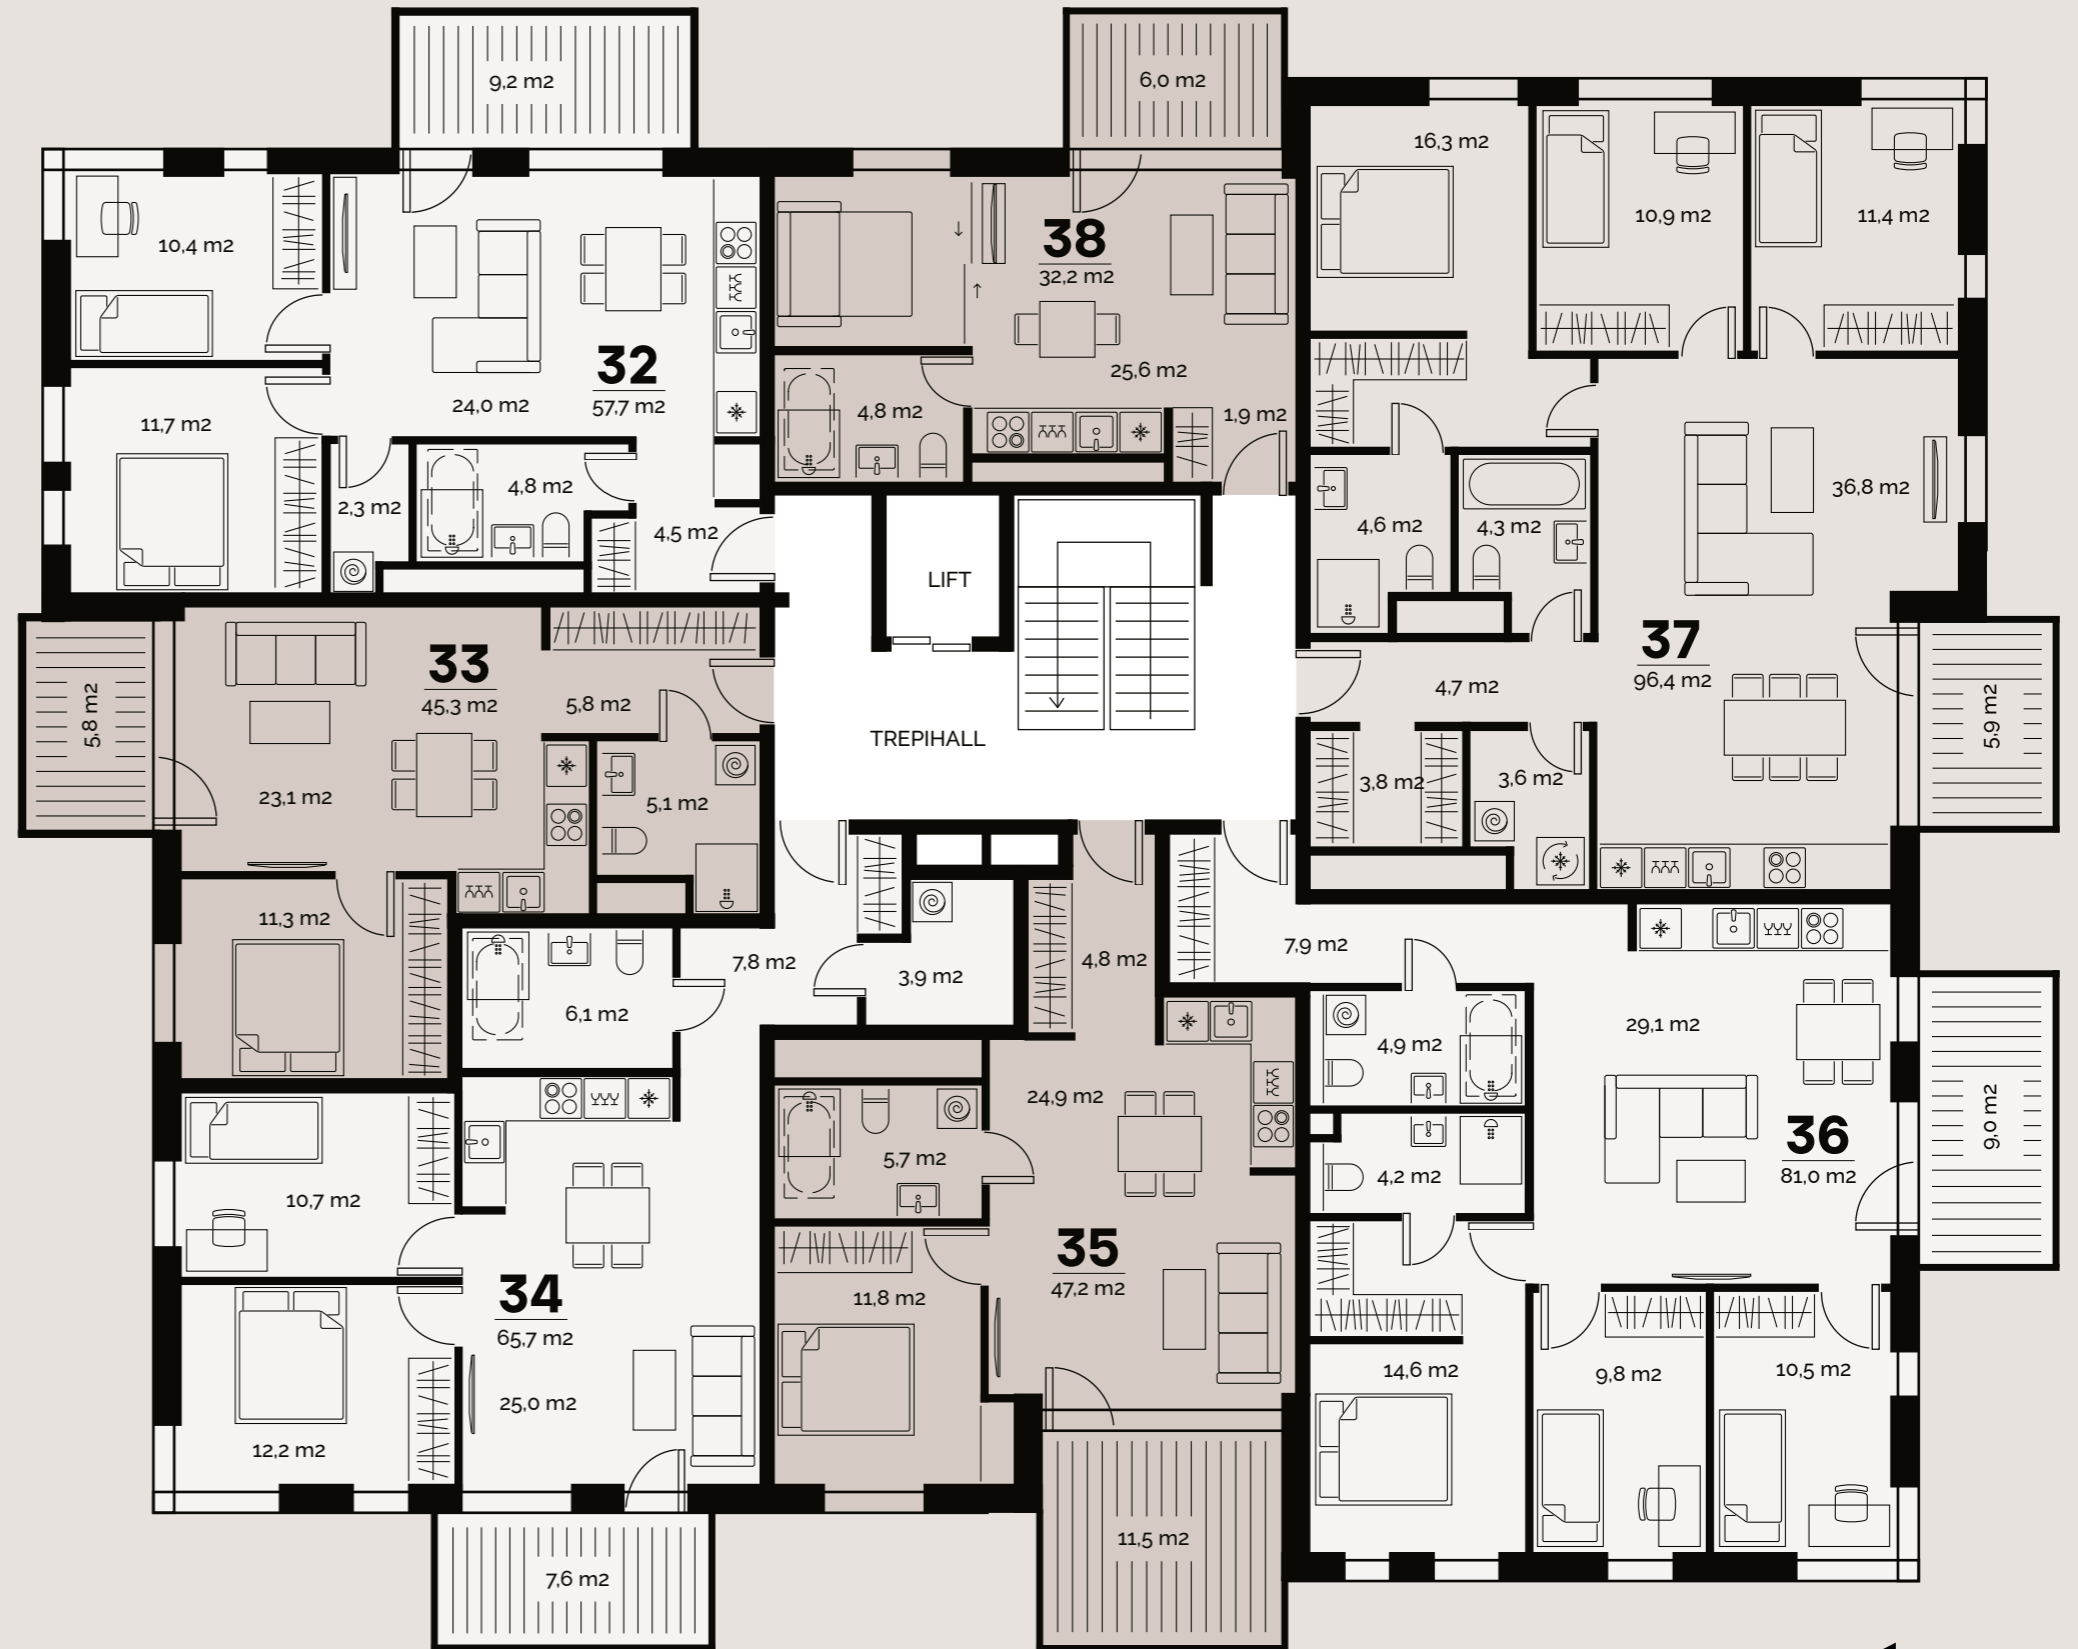 9,2 m2
6,0 m2
16,3 m2
10,9 m2
11,4 m2
10,4 m2
38
32,2 m2
32
57,7 m2
24,0 m2
11,7 m2
25,6 m2
4,8 m2
1,9 m2
36,8 m2
2,3 m2
4,8 m2
4,5 m2
4,6 m2
4,3 m2
LIFT
33
45,3 m2
5,8 m2
5,8 m2
37
96,4 m2
4,7 m2
5,9 m2
TREPIHALL
23,1 m2
5,1 m2
3,8 m2
3,6 m2
11,3 m2
7,8 m2
3,9 m2
4,8 m2
7,9 m2
6,1 m2
29,1 m2
4,9 m2
24,9 m2
9,0 m2
36
81,0 m2
5,7 m2
4,2 m2
10,7 m2
35
47,2 m2
34
65,7 m2
11,8 m2
14,6 m2
9,8 m2
10,5 m2
25,0 m2
12,2 m2
11,5 m2
7,6 m2